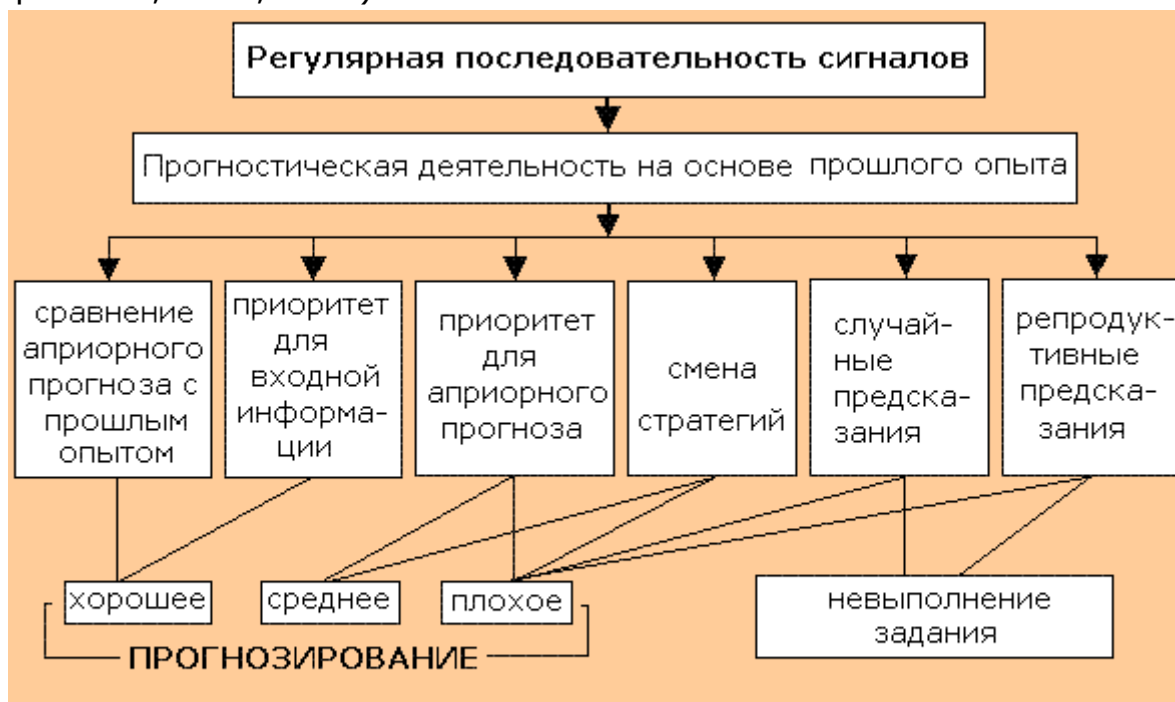 Регулярная последовательность сигналов
Прогностическая деятельность на основе прошлого опыта
сравнение
априорного
прогноза с
прошлым
опытом
приоритет
для
входной
информа-
ции
приоритет
для
априорного
прогноза
смена
стратегий
случай-
ные
предска-
зания
репродук-
тивные
предска-
зания
хорошее
среднее
плохое
невыполнение
задания
ПРОГНОЗИРОВАНИЕ